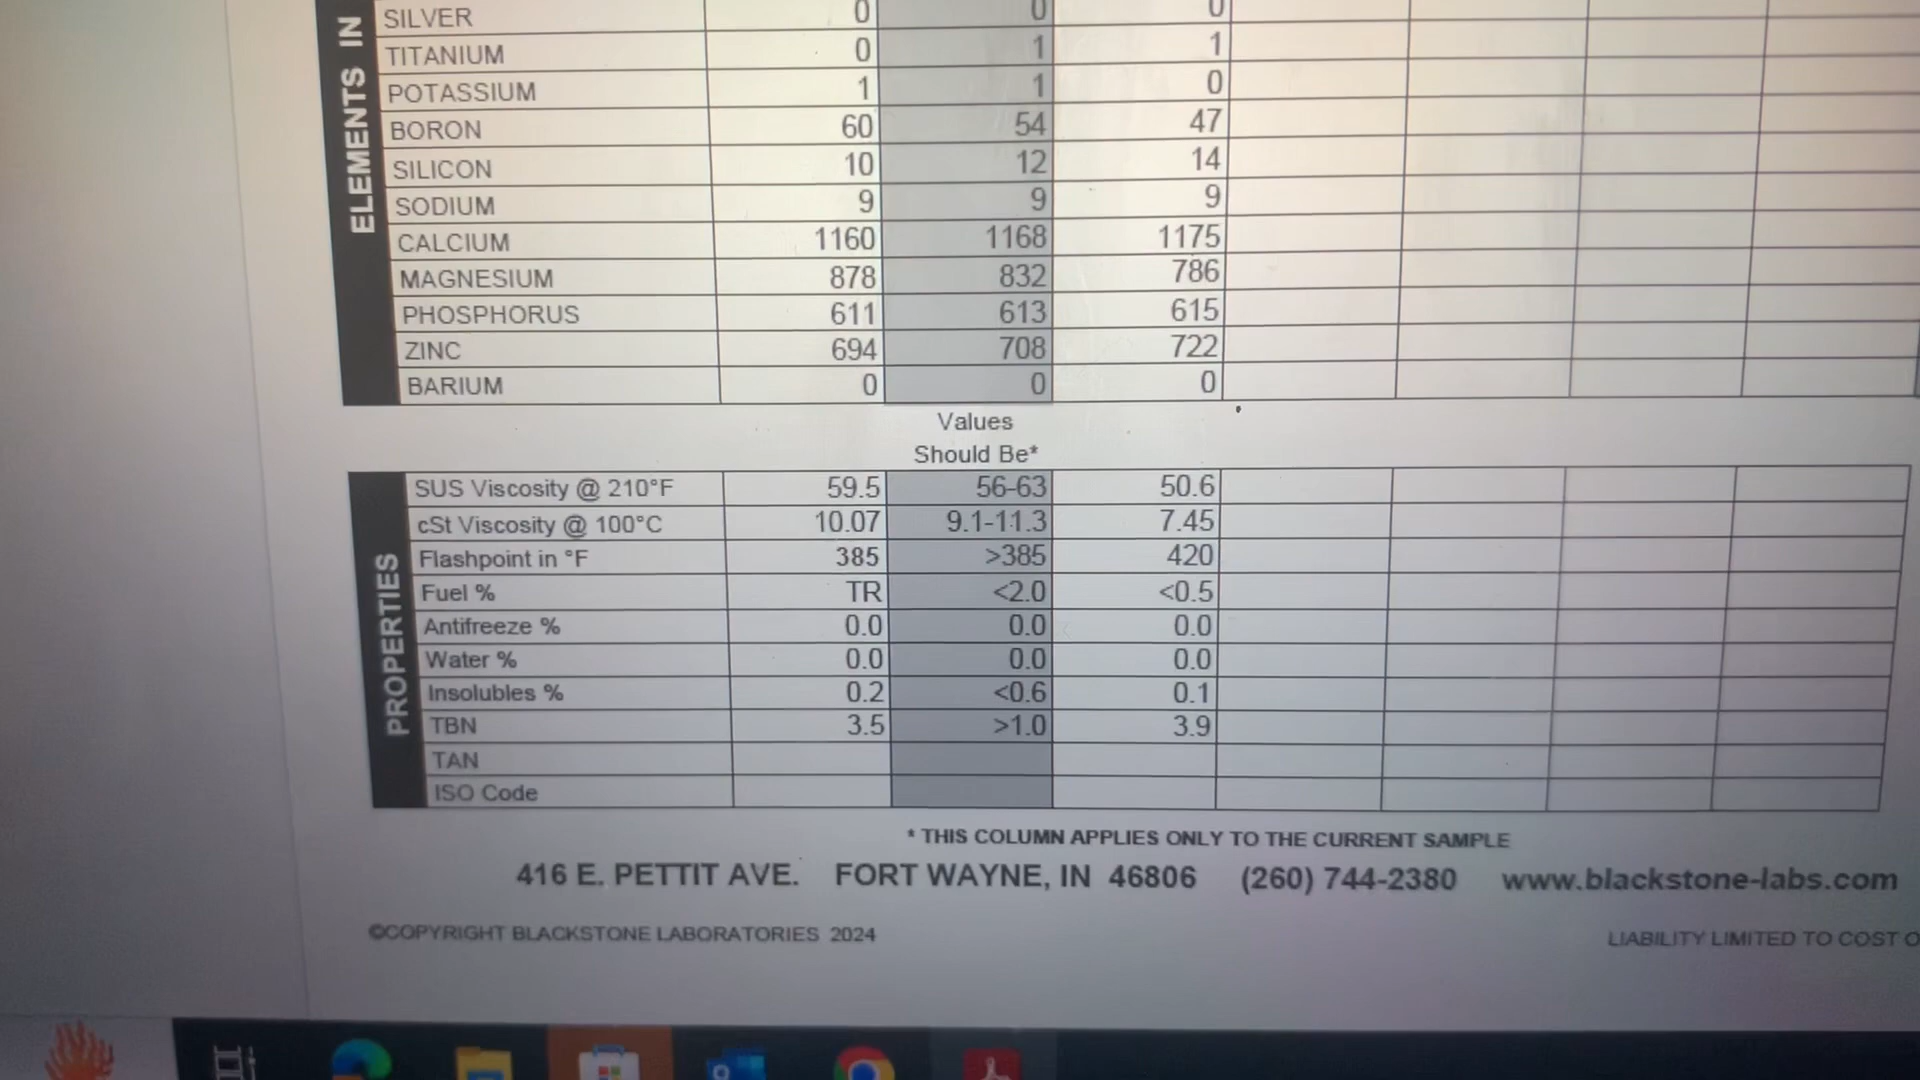 ELEMENTS IN
SILVER 0 0 0
TITANIUM 0 1 1
POTASSIUM 1 1 0
BORON 60 54 47
SILICON 10 12 14
SODIUM 9 9 9
CALCIUM 1160 1168 1175
MAGNESIUM 878 832 786
PHOSPHORUS 611 613 615
ZINC 694 708 722
BARIUM 0 0 0
Values
Should Be*
PROPERTIES
SUS Viscosity @ 210°F 59.5 56-63 50.6
cSt Viscosity @ 100°C 10.07 9.1-11.3 7.45
Flashpoint in °F 385 >385 420
Fuel % TR <2.0 <0.5
Antifreeze % 0.0 0.0 0.0
Water % 0.0 0.0 0.0
Insolubles % 0.2 <0.6 0.1
TBN 3.5 >1.0 3.9
TAN
ISO Code
* THIS COLUMN APPLIES ONLY TO THE CURRENT SAMPLE
416 E. PETTIT AVE. FORT WAYNE, IN 46806 (260) 744-2380 www.blackstone-labs.com
©COPYRIGHT BLACKSTONE LABORATORIES 2024
LIABILITY LIMITED TO COST O